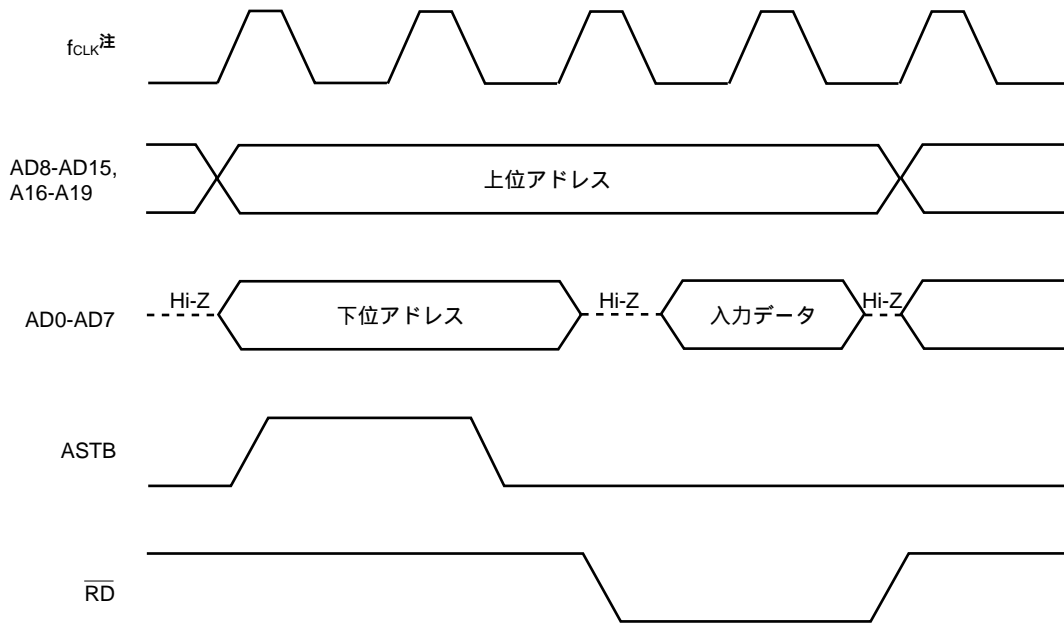 fCLK注
AD8-AD15,
A16-A19
上位アドレス
Hi-Z
Hi-Z
Hi-Z
AD0-AD7
下位アドレス
入力データ
ASTB
RD